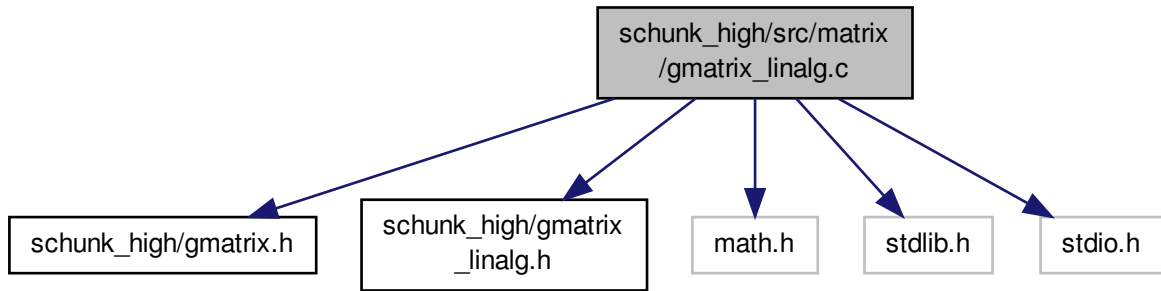 schunk_high/src/matrix
/gmatrix_linalg.c
schunk_high/gmatrix.h
schunk_high/gmatrix
_linalg.h
math.h
stdlib.h
stdio.h